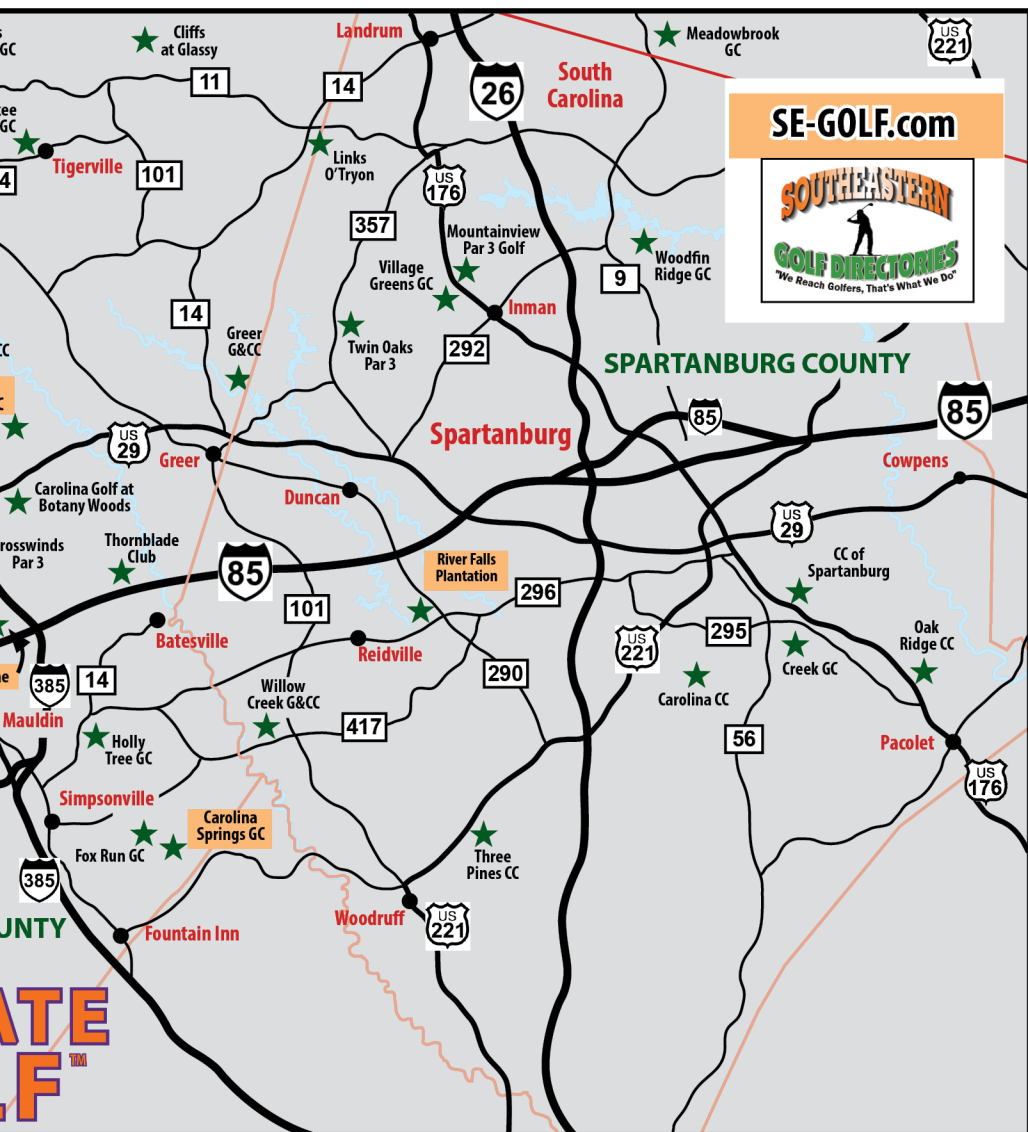 GC
Cliffs
at Glassy
Landrum
Meadowbrook
GC
US
221
11
14
26
South
Carolina
SE-GOLF.com
GC
Tigerville
4
101
Links
O'Tryon
US
176
SOUTHEASTERN
GOLF DIRECTORIES
"We Reach Golfers, That's What We Do"
357
Mountainview
Par 3 Golf
Village
Greens GC
Woodfin
Ridge GC
9
Inman
14
Greer
G&CC
Twin Oaks
Par 3
292
SPARTANBURG COUNTY
85
85
Spartanburg
US
29
Greer
Cowpens
Duncan
Carolina Golf at
Botany Woods
US
29
rosswinds
Par 3
Thornblade
Club
85
River Falls
Plantation
CC of
Spartanburg
296
101
Batesville
Reidville
US
221
295
Oak
Ridge CC
Creek GC
385
14
Willow
Creek G&CC
290
Carolina CC
Mauldin
417
56
Pacolet
Holly
Tree GC
US
176
Simpsonville
Carolina
Springs GC
Fox Run GC
Three
Pines CC
385
Woodruff
US
221
UNTY
Fountain Inn
ATE
LF™